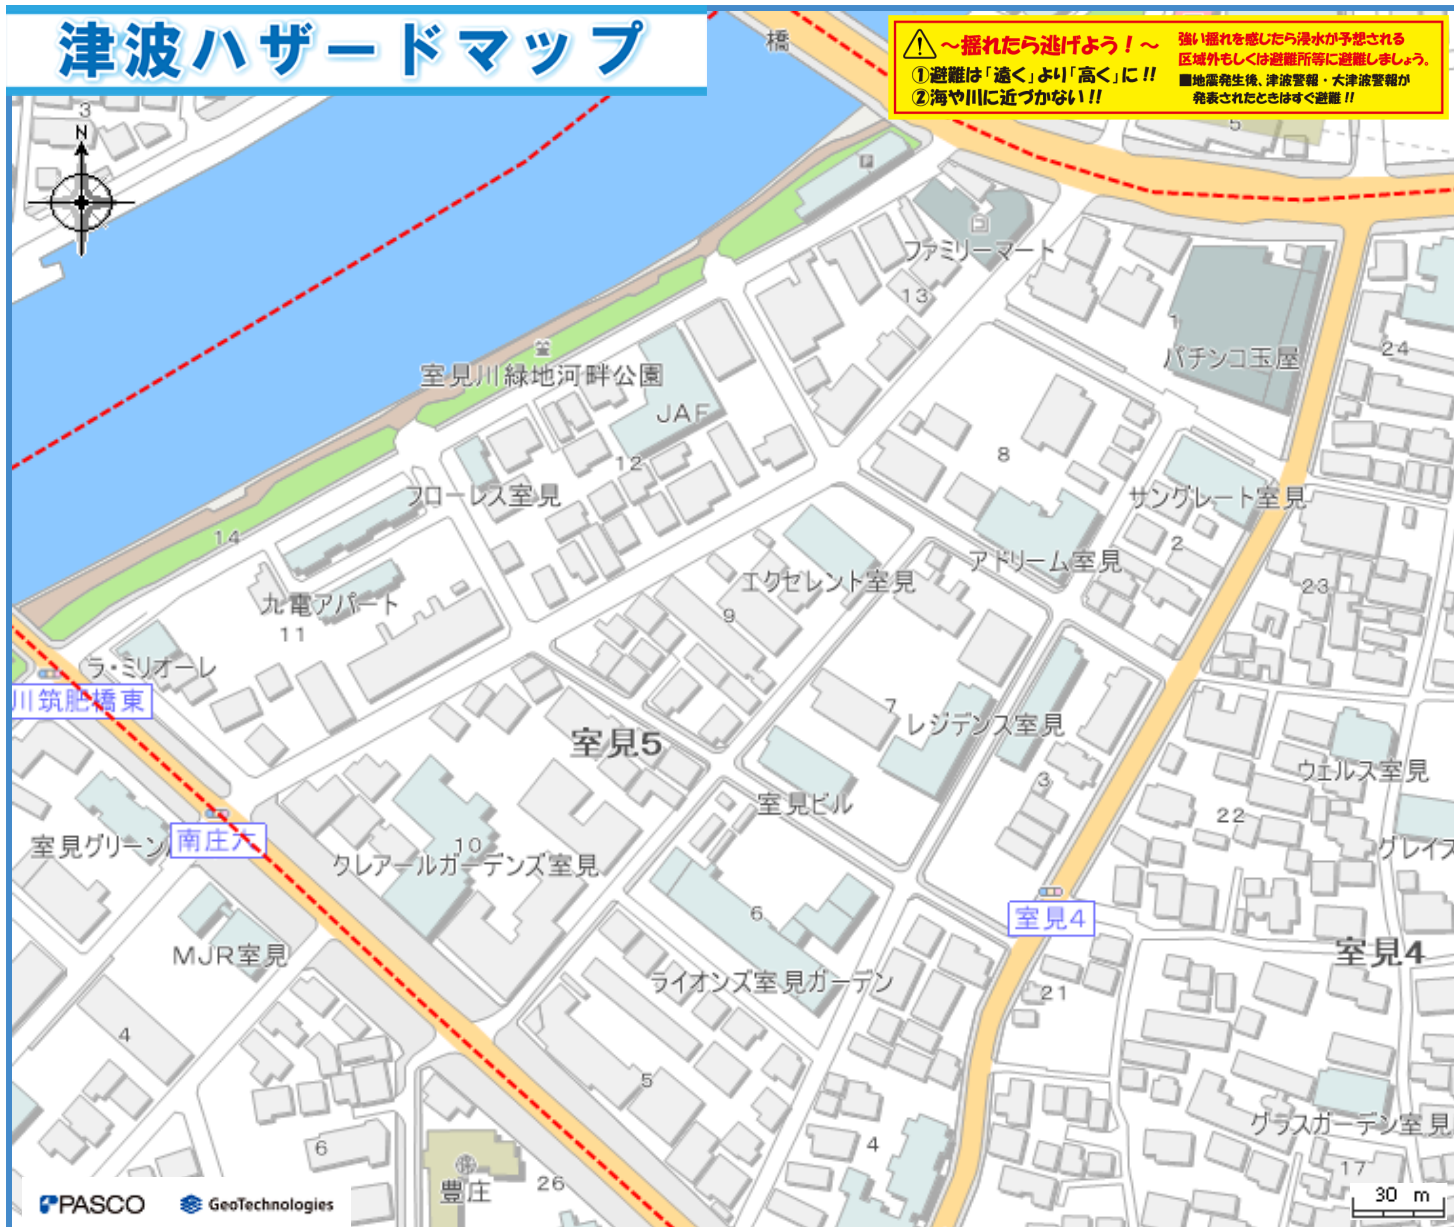 津波ハザードマップ
～揺れたら逃げよう！～
①避難は「遠く」より「高く」に!!
②海や川に近づかない!!
強い揺れを感じたら浸水が予想される
区域外もしくは避難所等に避難しましょう。
■地震発生後、津波警報・大津波警報が
発表されたときはすぐ避難!!
橋
3
N
5
P
ファミリーマート
13
1
パチンコ玉屋
24
室見川緑地河畔公園
JAF
12
8
フローレス室見
サングレート室見
14
2
アドリーム室見
エクセレント室見
23
九電アパート
11
9
ラ・ミリオーレ
川筑肥橋東
7
レジデンス室見
室見5
ウェルス室見
3
室見ビル
22
南庄六
室見グリーン
10
クレアールガーデンズ室見
グレイス
6
室見4
MJR室見
室見4
ライオンズ室見ガーデン
21
4
5
グラスガーデン室見
4
6
17
豊庄
26
PASCO
GeoTechnologies
30 m